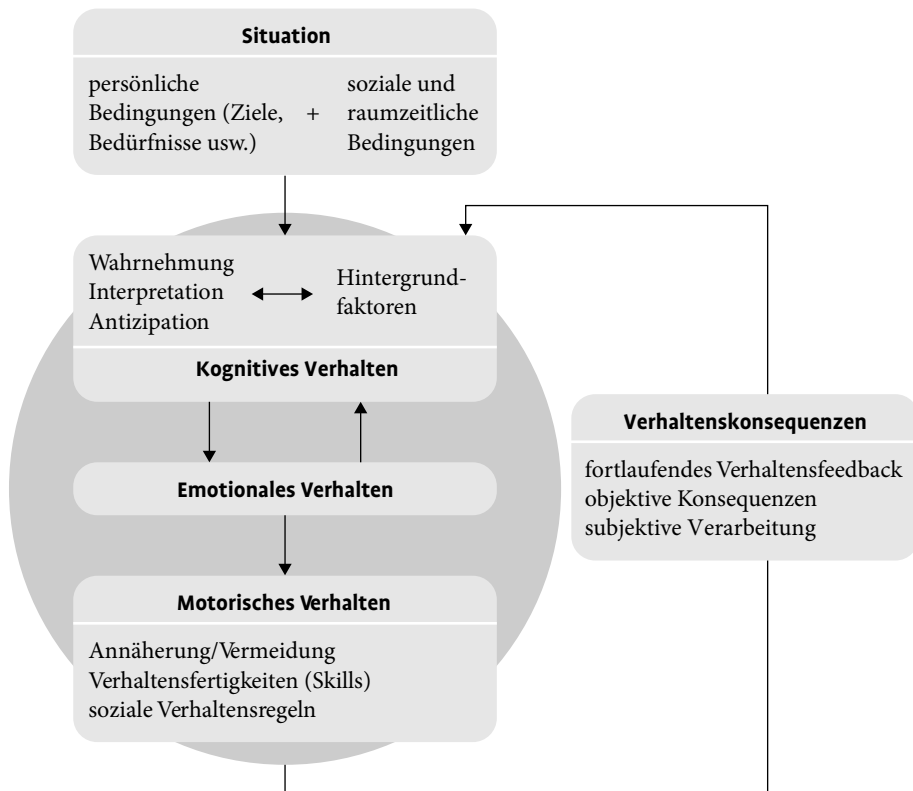 Situation
persönliche
Bedingungen (Ziele,
Bedürfnisse usw.)
+
soziale und
raumzeitliche
Bedingungen
Wahrnehmung
Interpretation
Antizipation
Hintergrund-
faktoren
Kognitives Verhalten
Emotionales Verhalten
Motorisches Verhalten
Annäherung/Vermeidung
Verhaltensfertigkeiten (Skills)
soziale Verhaltensregeln
Verhaltenskonsequenzen
fortlaufendes Verhaltensfeedback
objektive Konsequenzen
subjektive Verarbeitung